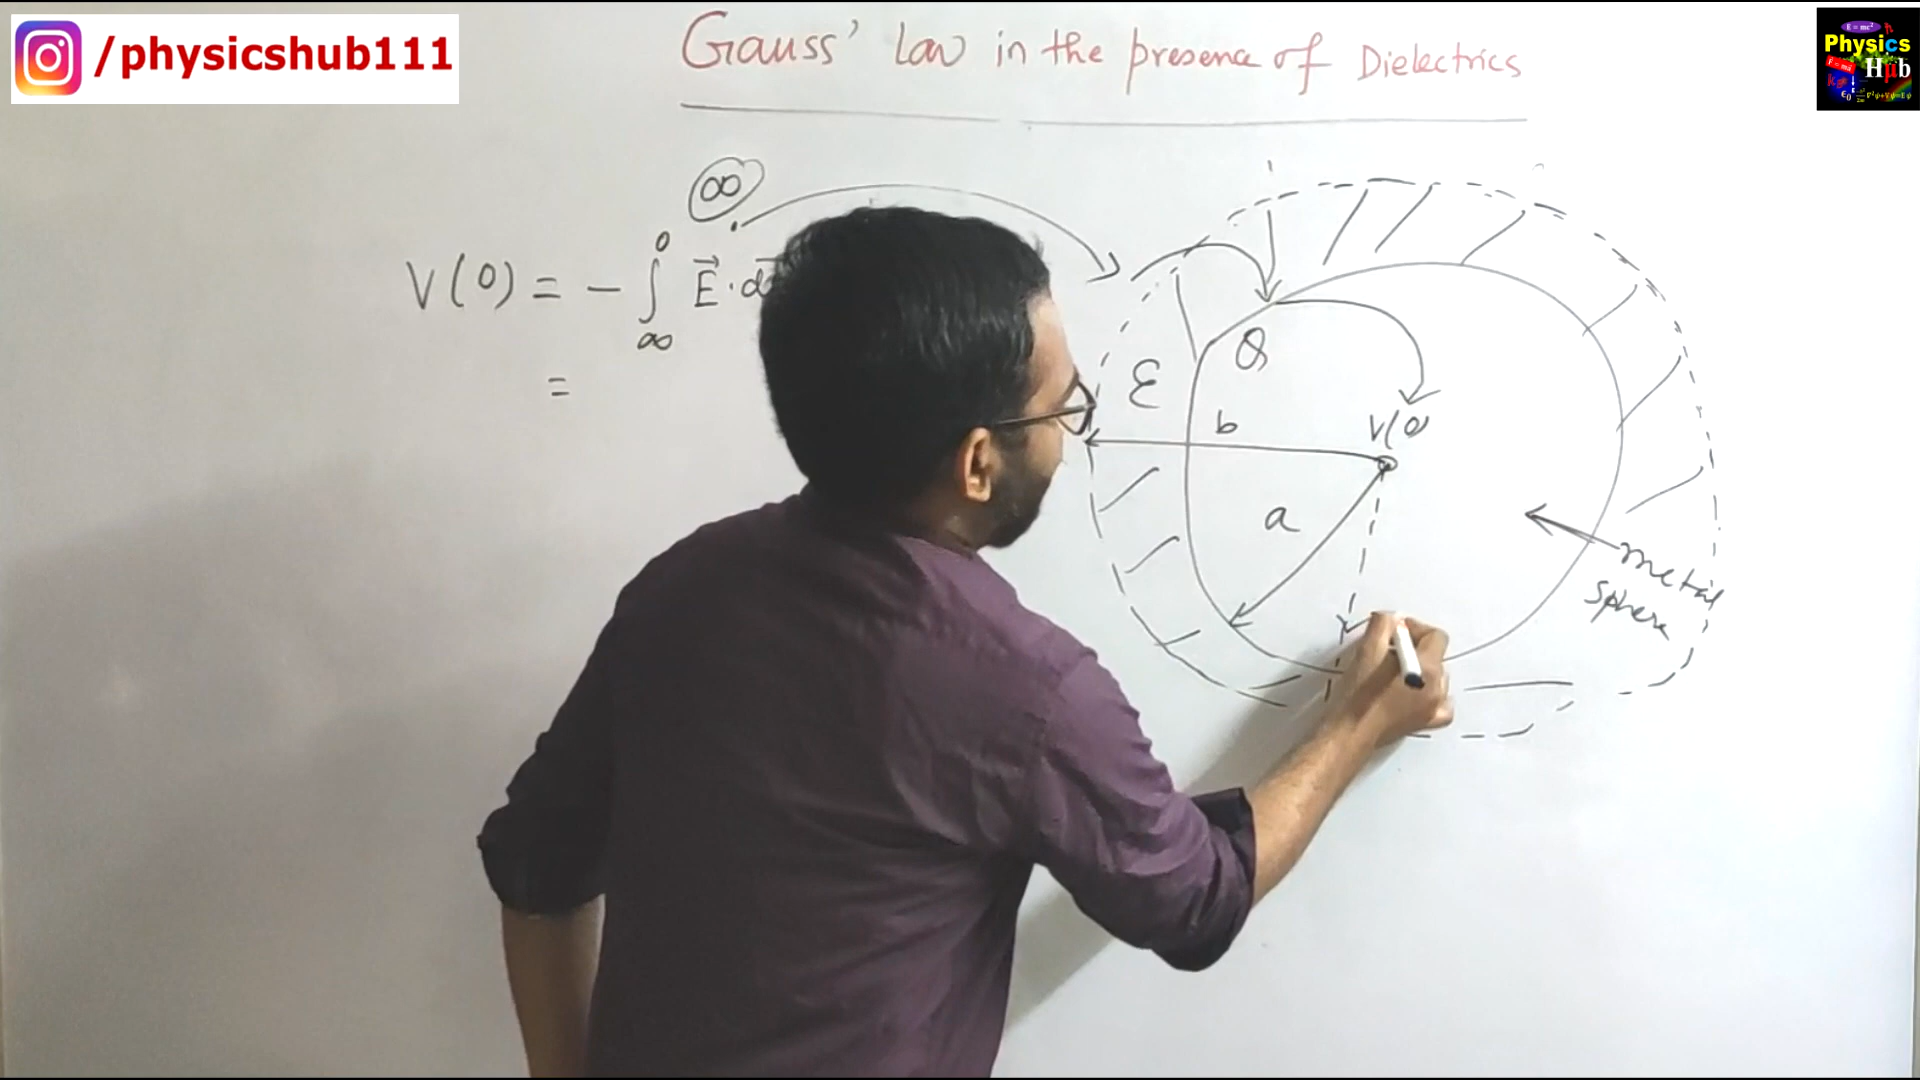 /physicshub111
Physics
Hub
Gauss' Law in the presence of Dielectrics
∞
V(0) = - ∫ E⃗.d
0
∞
=
Q
ε
b
V(0)
a
metal
sphere
r